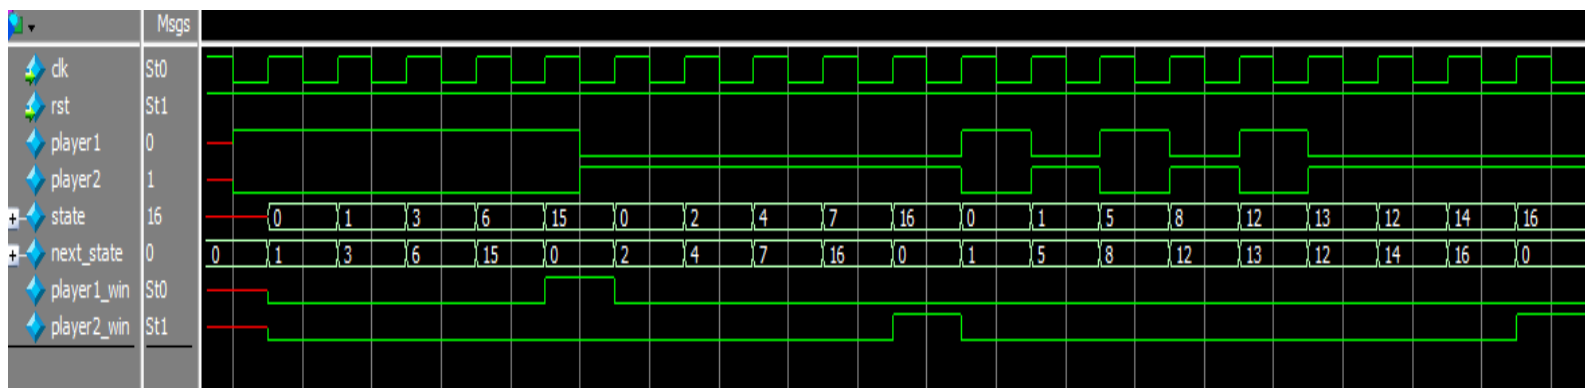 Msgs
clk St0
rst St1
player1 0
player2 1
state 16 0 1 3 6 15 0 2 4 7 16 0 1 5 8 12 13 12 14 16
next_state 0 0 1 3 6 15 0 2 4 7 16 0 1 5 8 12 13 12 14 16 0
player1_win St0
player2_win St1